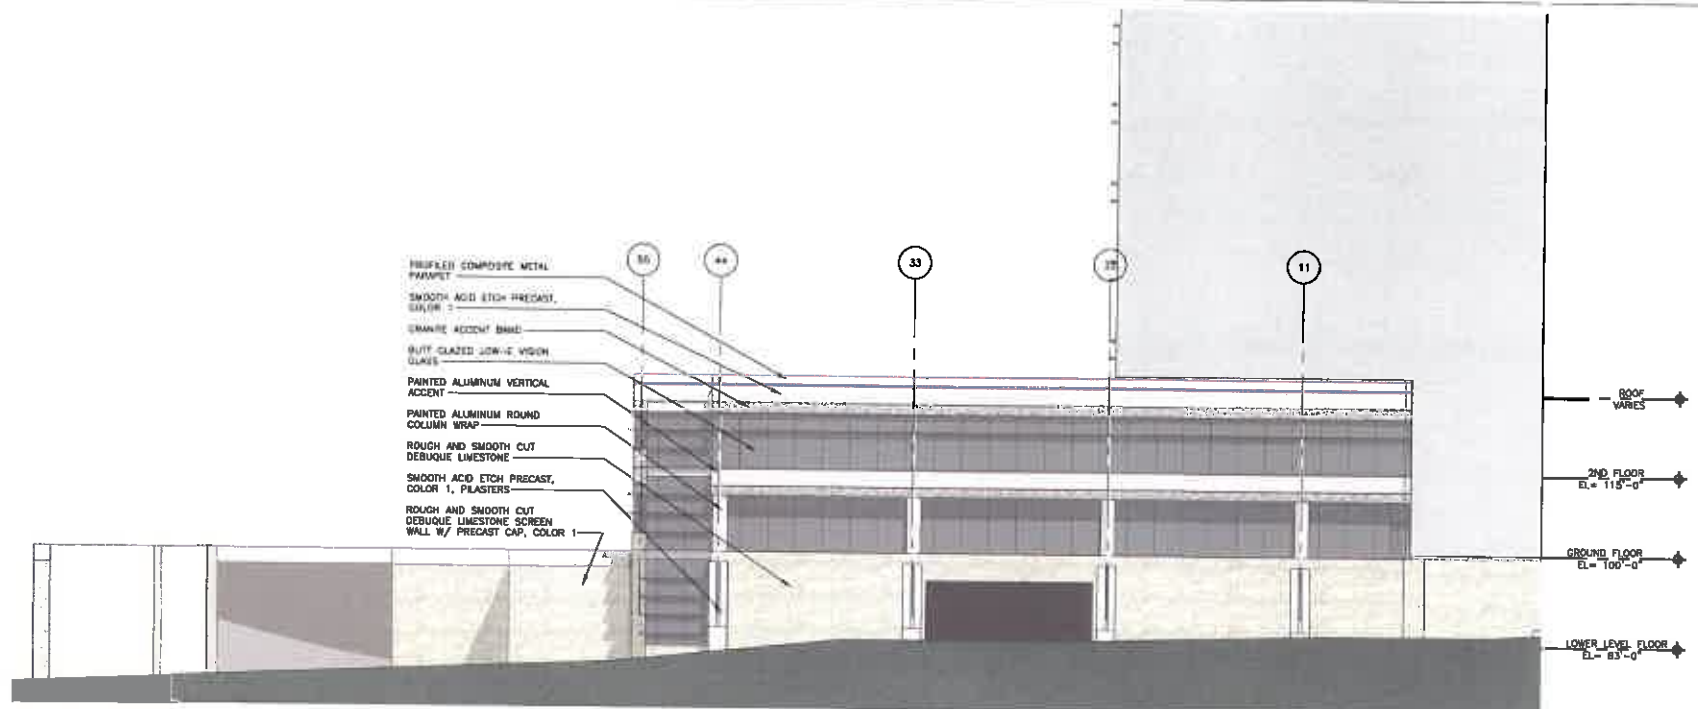 PROFILED COMPOSITE METAL
PARAPET
SMOOTH ACID ETCH PRECAST,
COLOR 1
GRANITE ACCENT BAND
BUTT GLAZED LOW-E VISION
GLASS
PAINTED ALUMINUM VERTICAL
ACCENT
PAINTED ALUMINUM ROUND
COLUMN WRAP
ROUGH AND SMOOTH CUT
DEBUQUE LIMESTONE
SMOOTH ACID ETCH PRECAST,
COLOR 1, PILASTERS
ROUGH AND SMOOTH CUT
DEBUQUE LIMESTONE SCREEN
WALL W/ PRECAST CAP, COLOR 1
55
44
33
11
ROOF
VARIES
2ND FLOOR
EL= 115'-0"
GROUND FLOOR
EL= 100'-0"
LOWER LEVEL FLOOR
EL= 83'-0"